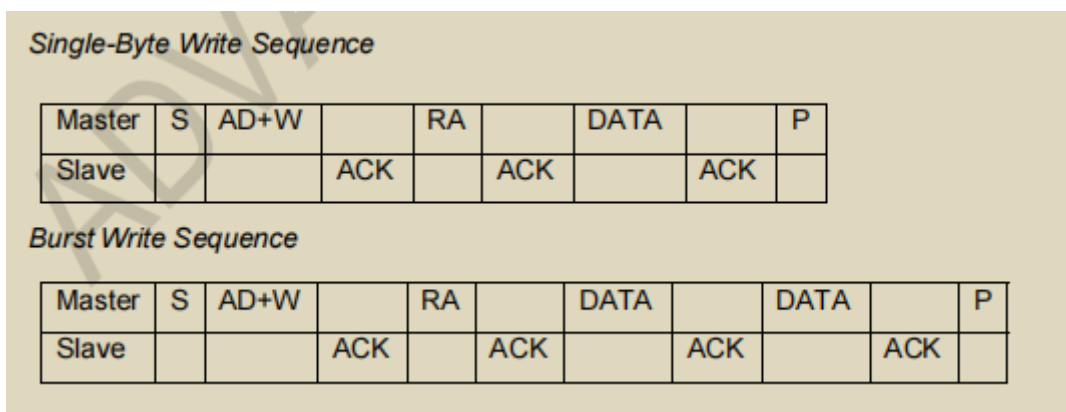 Single-Byte Write Sequence
Master S AD+W RA DATA P
Slave ACK ACK ACK
Burst Write Sequence
Master S AD+W RA DATA DATA P
Slave ACK ACK ACK ACK
ADVA